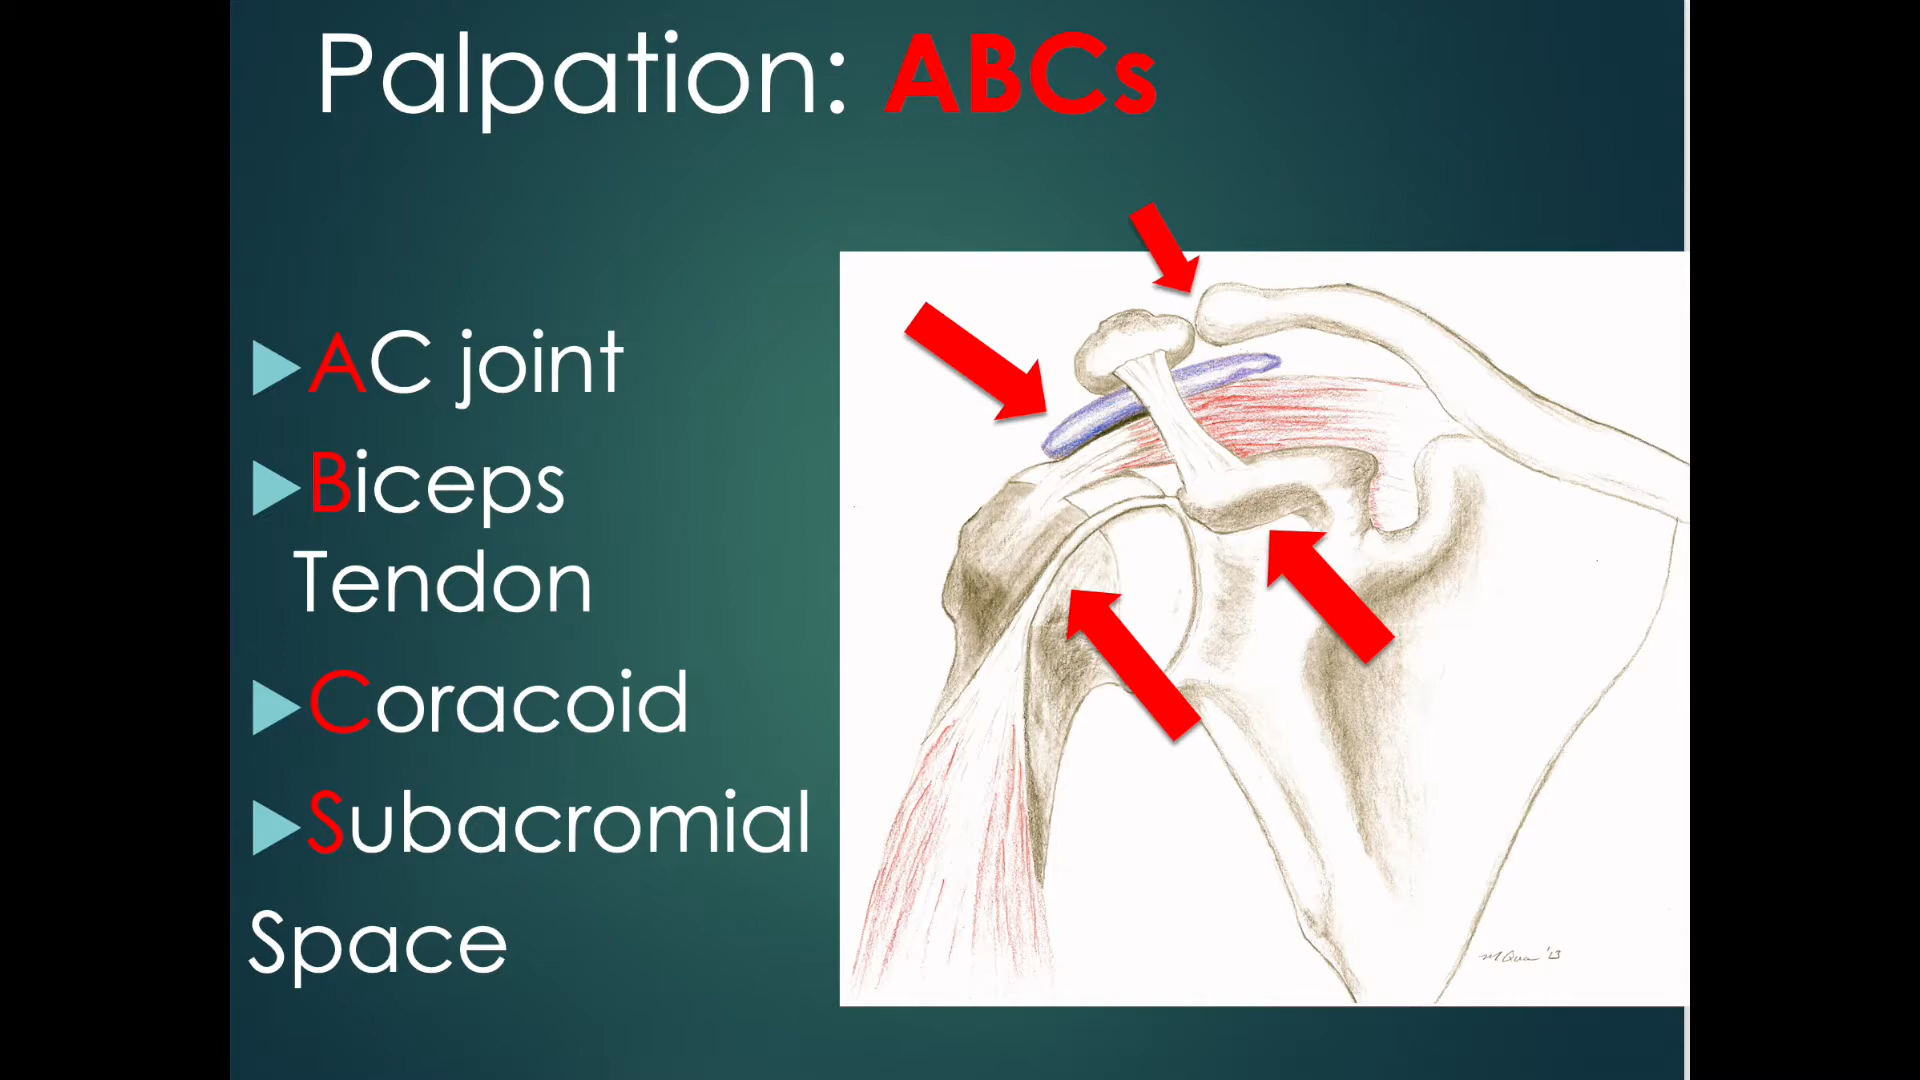 Palpation: ABCs
AC joint
Biceps
Tendon
Coracoid
Subacromial
Space